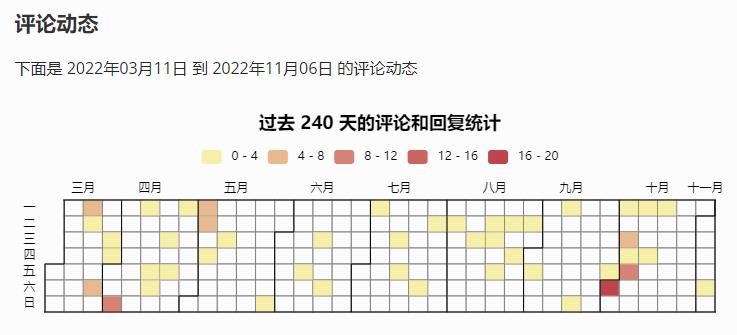 评论动态
下面是 2022年03月11日 到 2022年11月06日 的评论动态
过去 240 天的评论和回复统计
0 - 4 4 - 8 8 - 12 12 - 16 16 - 20
三月 四月 五月 六月 七月 八月 九月 十月 十一月
一
二
三
四
五
六
日